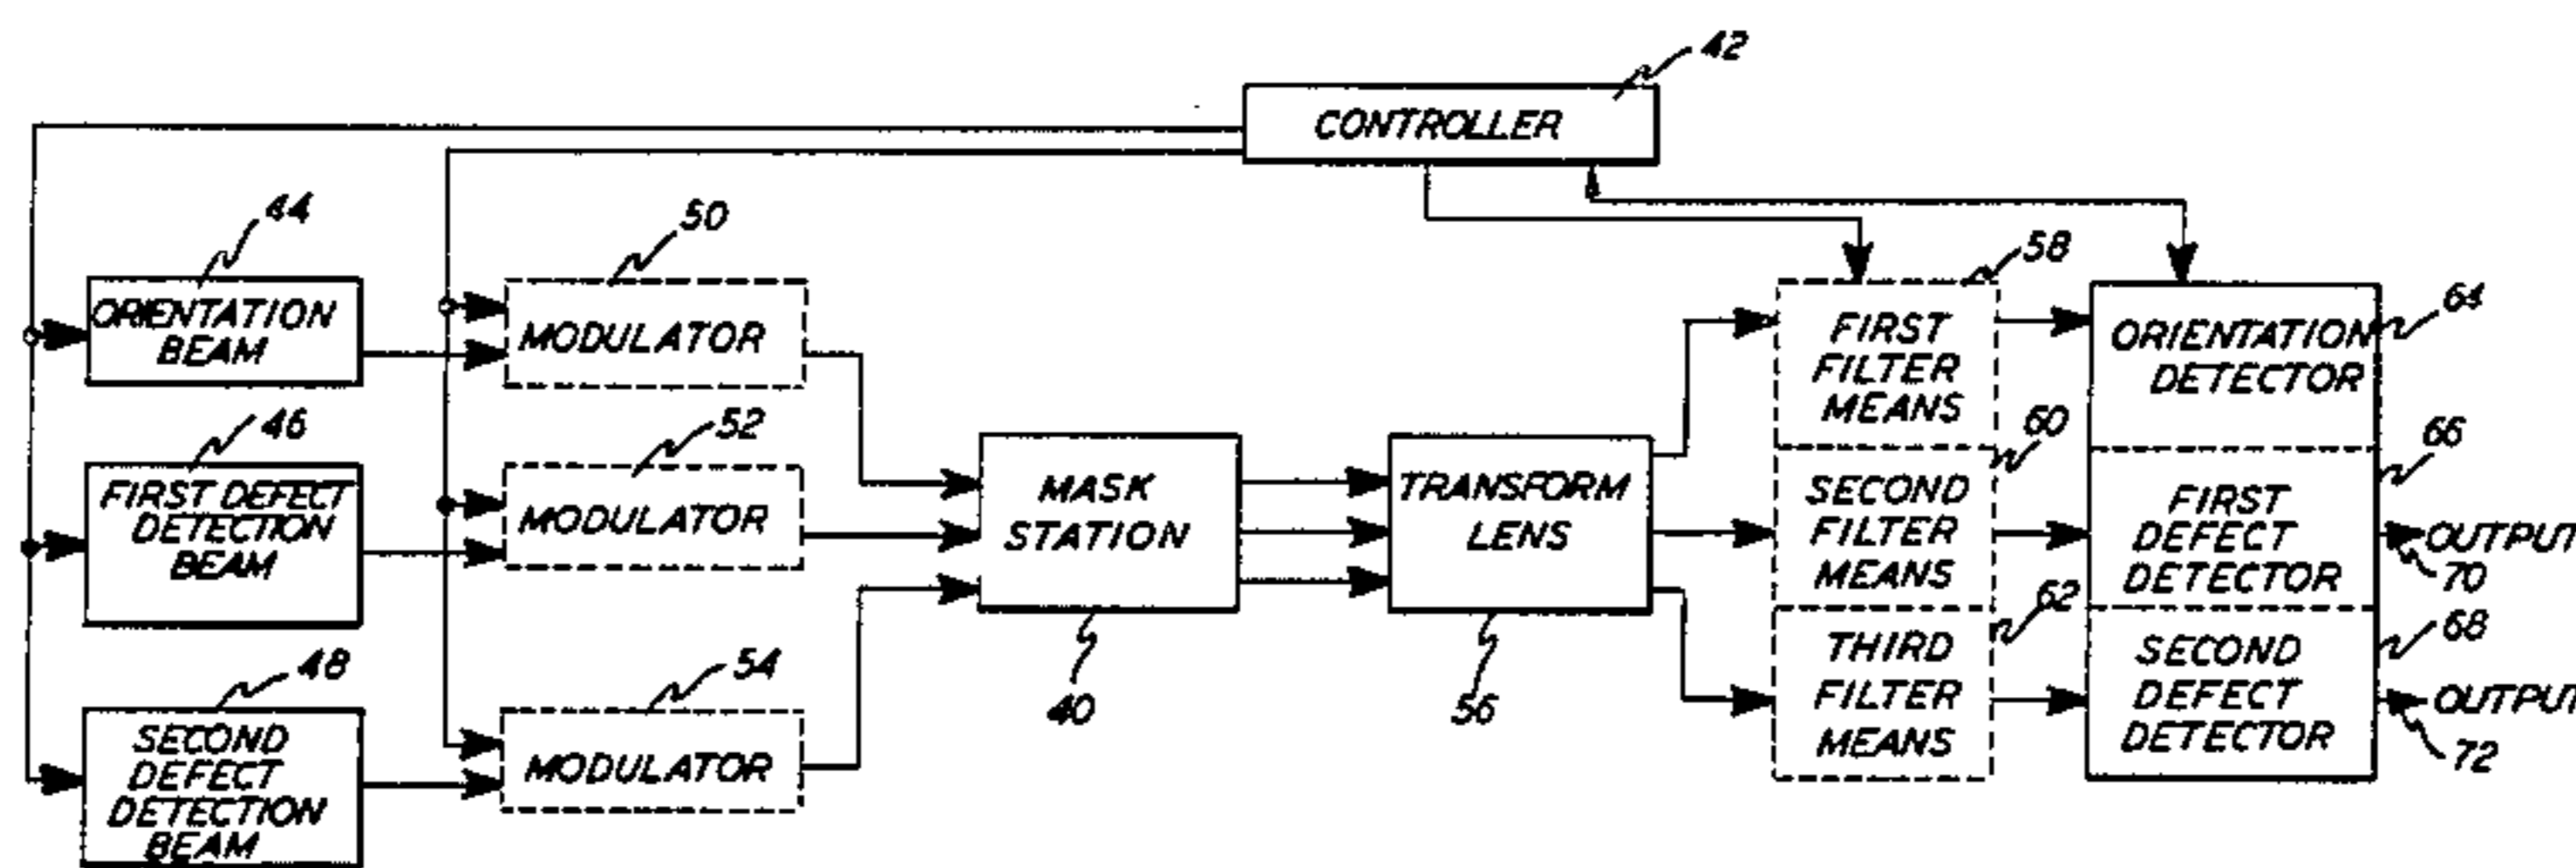 42
CONTROLLER
44
ORIENTATION
BEAM
46
FIRST DEFECT
DETECTION
BEAM
48
SECOND
DEFECT
DETECTION
BEAM
50
MODULATOR
52
MODULATOR
54
MODULATOR
MASK
STATION
40
TRANSFORM
LENS
56
58
FIRST
FILTER
MEANS
60
SECOND
FILTER
MEANS
62
THIRD
FILTER
MEANS
64
ORIENTATION
DETECTOR
66
FIRST
DEFECT
DETECTOR
OUTPUT
70
68
SECOND
DEFECT
DETECTOR
OUTPUT
72